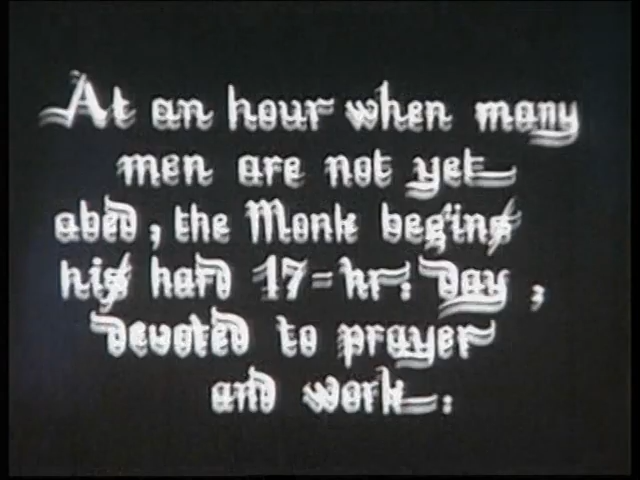 At an hour when many
men are not yet
abed, the Monk begins
his hard 17=hr: day,
devoted to prayer
and work: